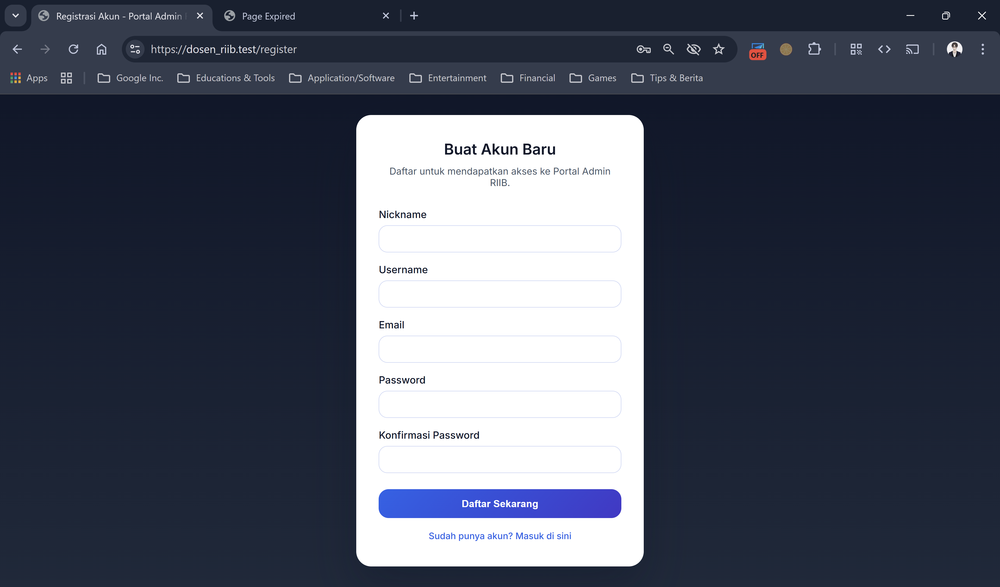 Registrasi Akun - Portal Admin
Page Expired
https://dosen_riib.test/register
OFF
Apps
Google Inc.
Educations & Tools
Application/Software
Entertainment
Financial
Games
Tips & Berita
Buat Akun Baru
Daftar untuk mendapatkan akses ke Portal Admin
RIIB.
Nickname
Username
Email
Password
Konfirmasi Password
Daftar Sekarang
Sudah punya akun? Masuk di sini